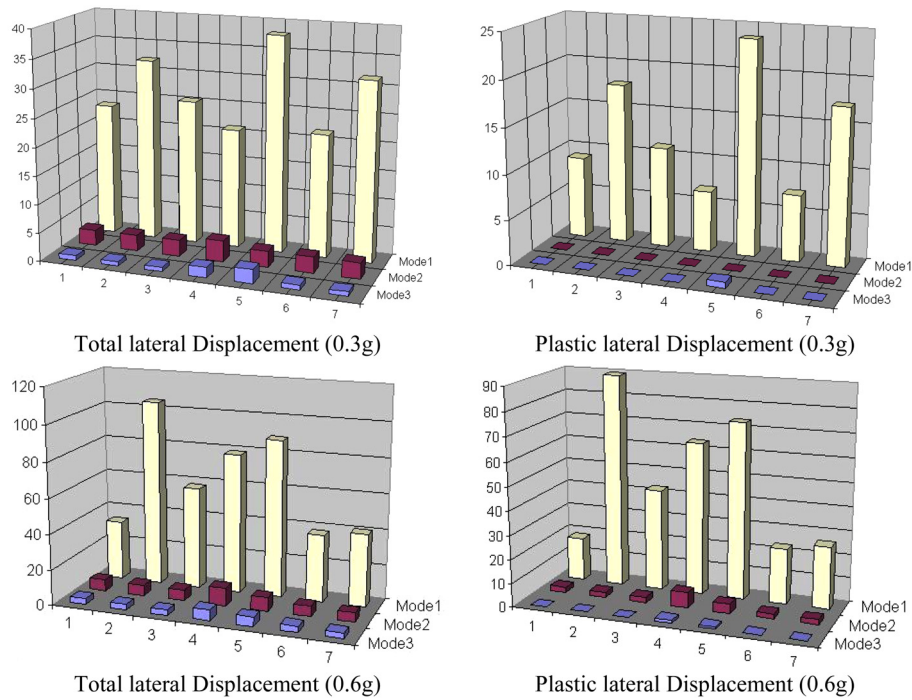 40
35
30
25
20
15
10
5
0
1 2 3 4 5 6 7
Mode1
Mode2
Mode3
Total lateral Displacement (0.3g)
25
20
15
10
5
0
1 2 3 4 5 6 7
Mode1
Mode2
Mode3
Plastic lateral Displacement (0.3g)
120
100
80
60
40
20
0
1 2 3 4 5 6 7
Mode1
Mode2
Mode3
Total lateral Displacement (0.6g)
90
80
70
60
50
40
30
20
10
0
1 2 3 4 5 6 7
Mode1
Mode2
Mode3
Plastic lateral Displacement (0.6g)